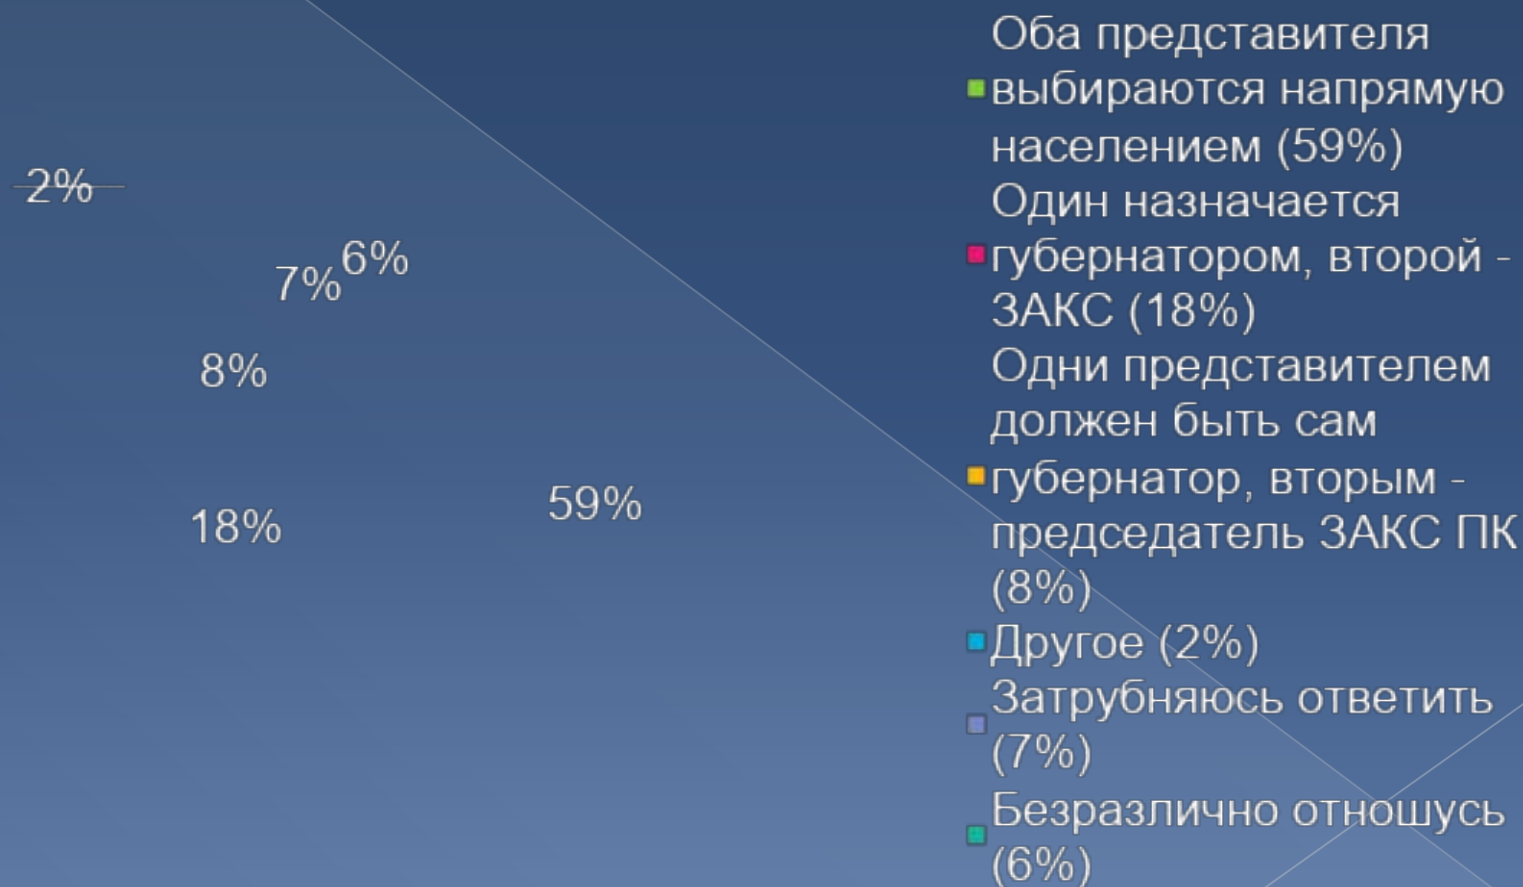 2%
6%
7%
8%
59%
18%
Оба представителя
выбираются напрямую
населением (59%)
Один назначается
губернатором, второй -
ЗАКС (18%)
Одни представителем
должен быть сам
губернатор, вторым -
председатель ЗАКС ПК
(8%)
Другое (2%)
Затрубняюсь ответить
(7%)
Безразлично отношусь
(6%)